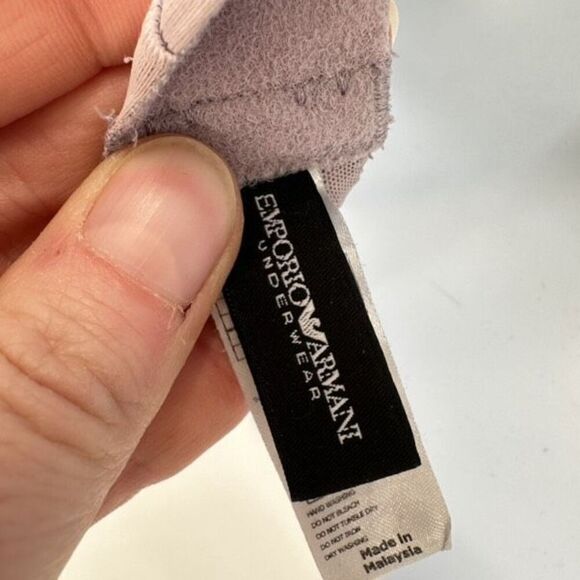 EMPORIO ARMANI
UNDERWEAR
HAND WASHING
DO NOT BLEACH
DO NOT TUMBLE DRY
DO NOT IRON
DRY WASHING
Made in
Malaysia